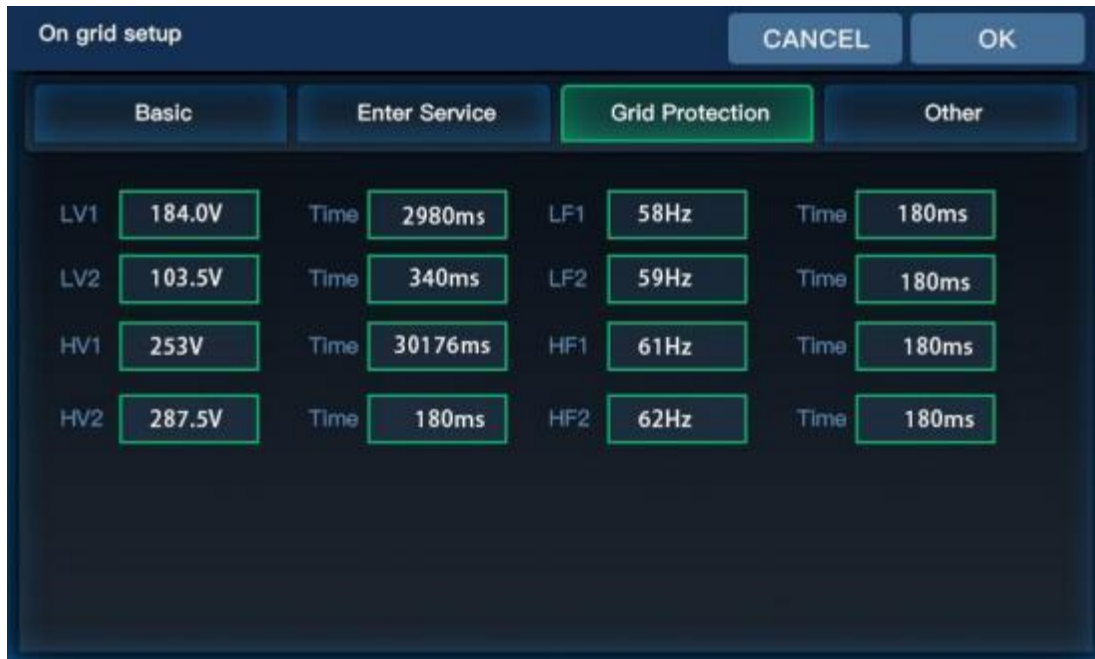 On grid setup CANCEL OK
Basic Enter Service Grid Protection Other
LV1 184.0V Time 2980ms LF1 58Hz Time 180ms
LV2 103.5V Time 340ms LF2 59Hz Time 180ms
HV1 253V Time 30176ms HF1 61Hz Time 180ms
HV2 287.5V Time 180ms HF2 62Hz Time 180ms